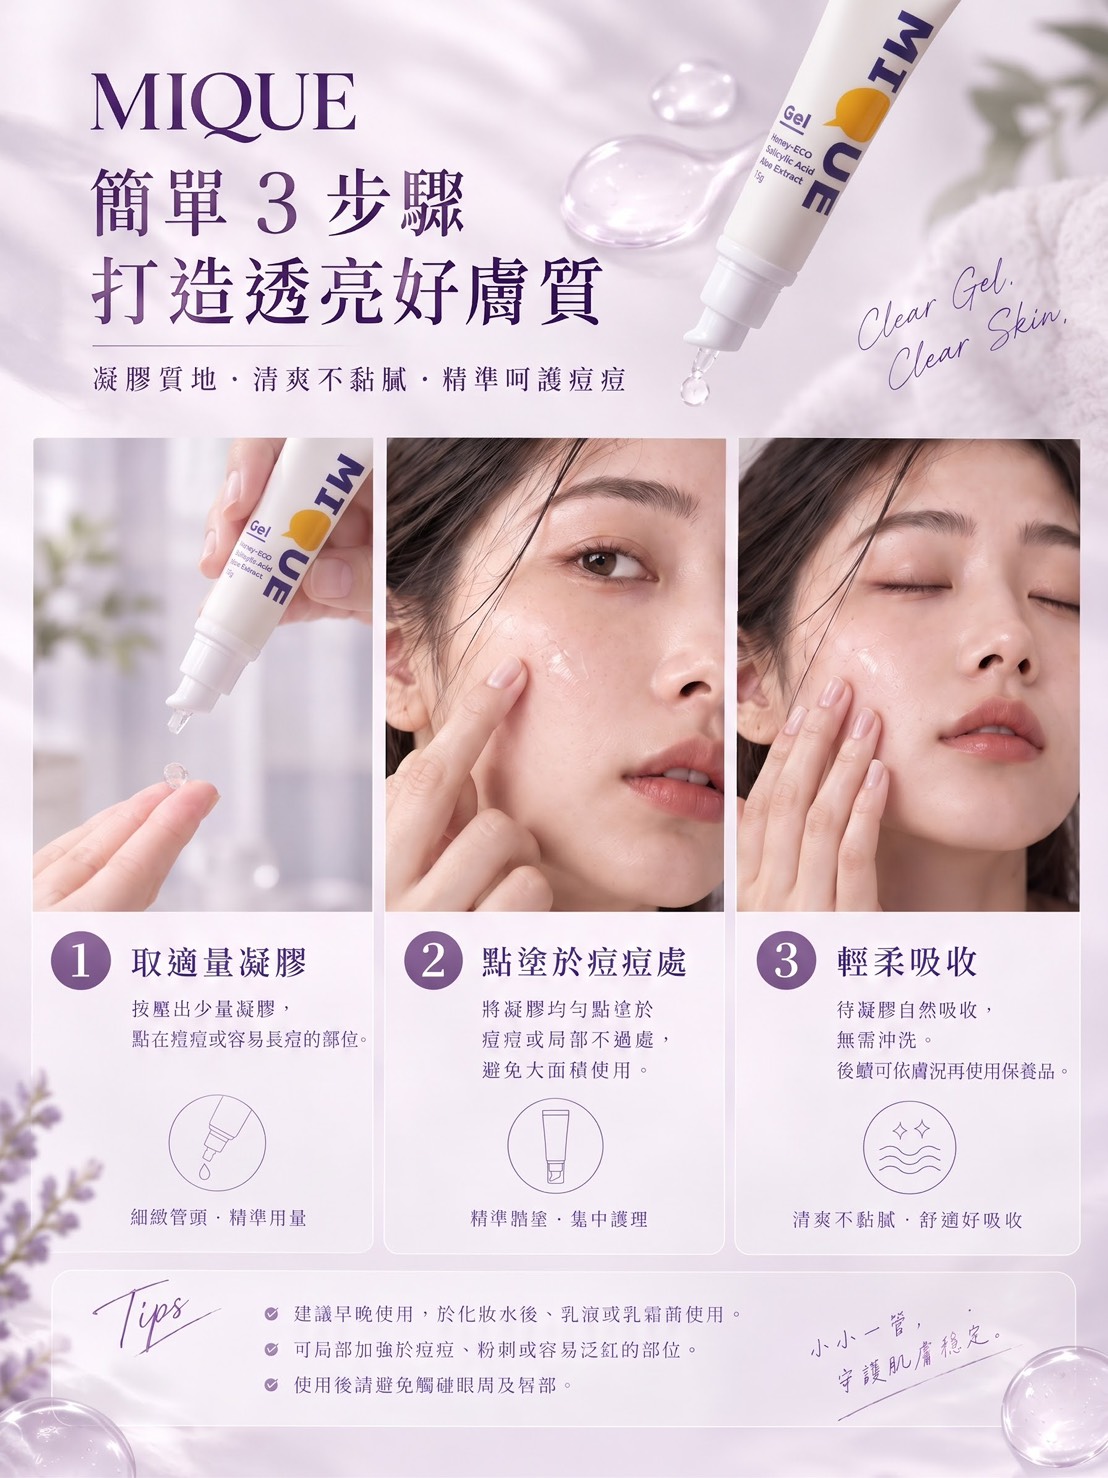 MIQUE
簡單 3 步驟
打造透亮好膚質
凝膠質地・清爽不黏膩・精準呵護痘痘
MIQUE
Gel
Honey-ECO
Salicylic Acid
Aloe Extract
15g
Clear Gel.
Clear Skin.
MIQUE
Gel
Honey-ECO
Aloe Extract
1 取適量凝膠
按壓出少量凝膠，
點在痘痘或容易長痘的部位。
細緻管頭・精準用量
2 點塗於痘痘處
將凝膠均勻點塗於
痘痘或局部不過處，
避免大面積使用。
精準塗・集中護理
3 輕柔吸收
待凝膠自然吸收，
無需沖洗。
後續可依膚況再使用保養品。
清爽不黏膩・舒適好吸收
Tips
建議早晚使用，於化妝水後、乳液或乳霜前使用。
可局部加強於痘痘、粉刺或容易泛紅的部位。
使用後請避免觸碰眼周及唇部。
小小一管，
守護肌膚穩定。